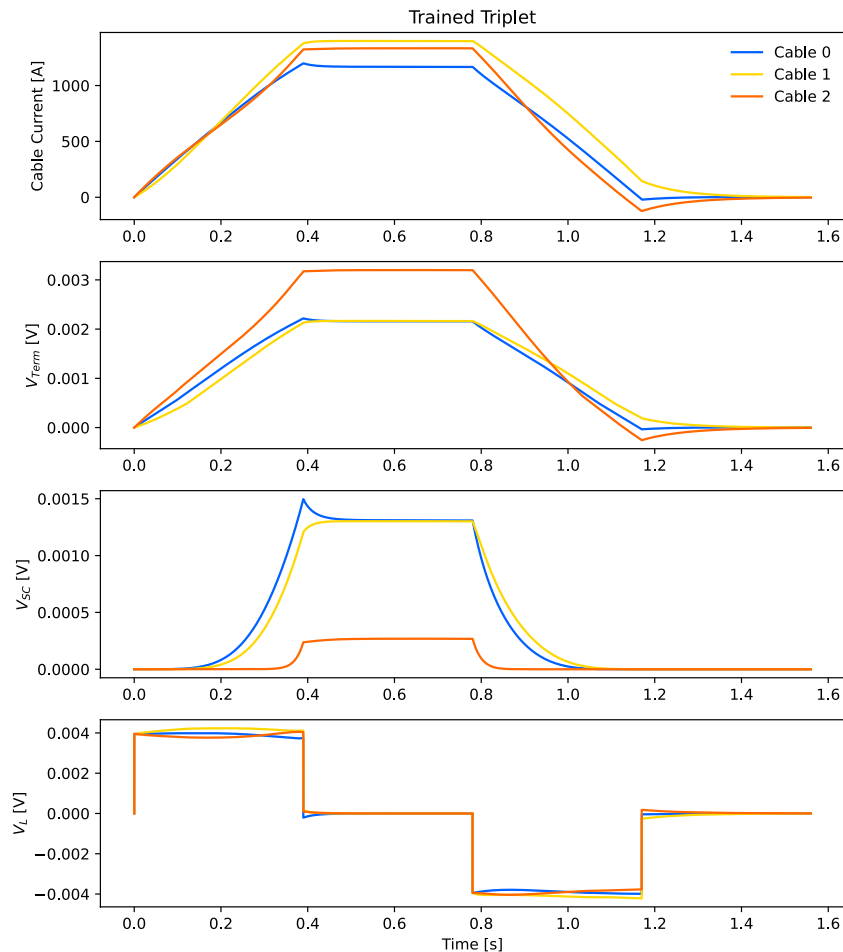 Trained Triplet
Cable Current [A]
1000
500
0
Cable 0
Cable 1
Cable 2
0.0 0.2 0.4 0.6 0.8 1.0 1.2 1.4 1.6
V_Term [V]
0.003
0.002
0.001
0.000
0.0 0.2 0.4 0.6 0.8 1.0 1.2 1.4 1.6
V_SC [V]
0.0015
0.0010
0.0005
0.0000
0.0 0.2 0.4 0.6 0.8 1.0 1.2 1.4 1.6
V_L [V]
0.004
0.002
0.000
−0.002
−0.004
0.0 0.2 0.4 0.6 0.8 1.0 1.2 1.4 1.6
Time [s]